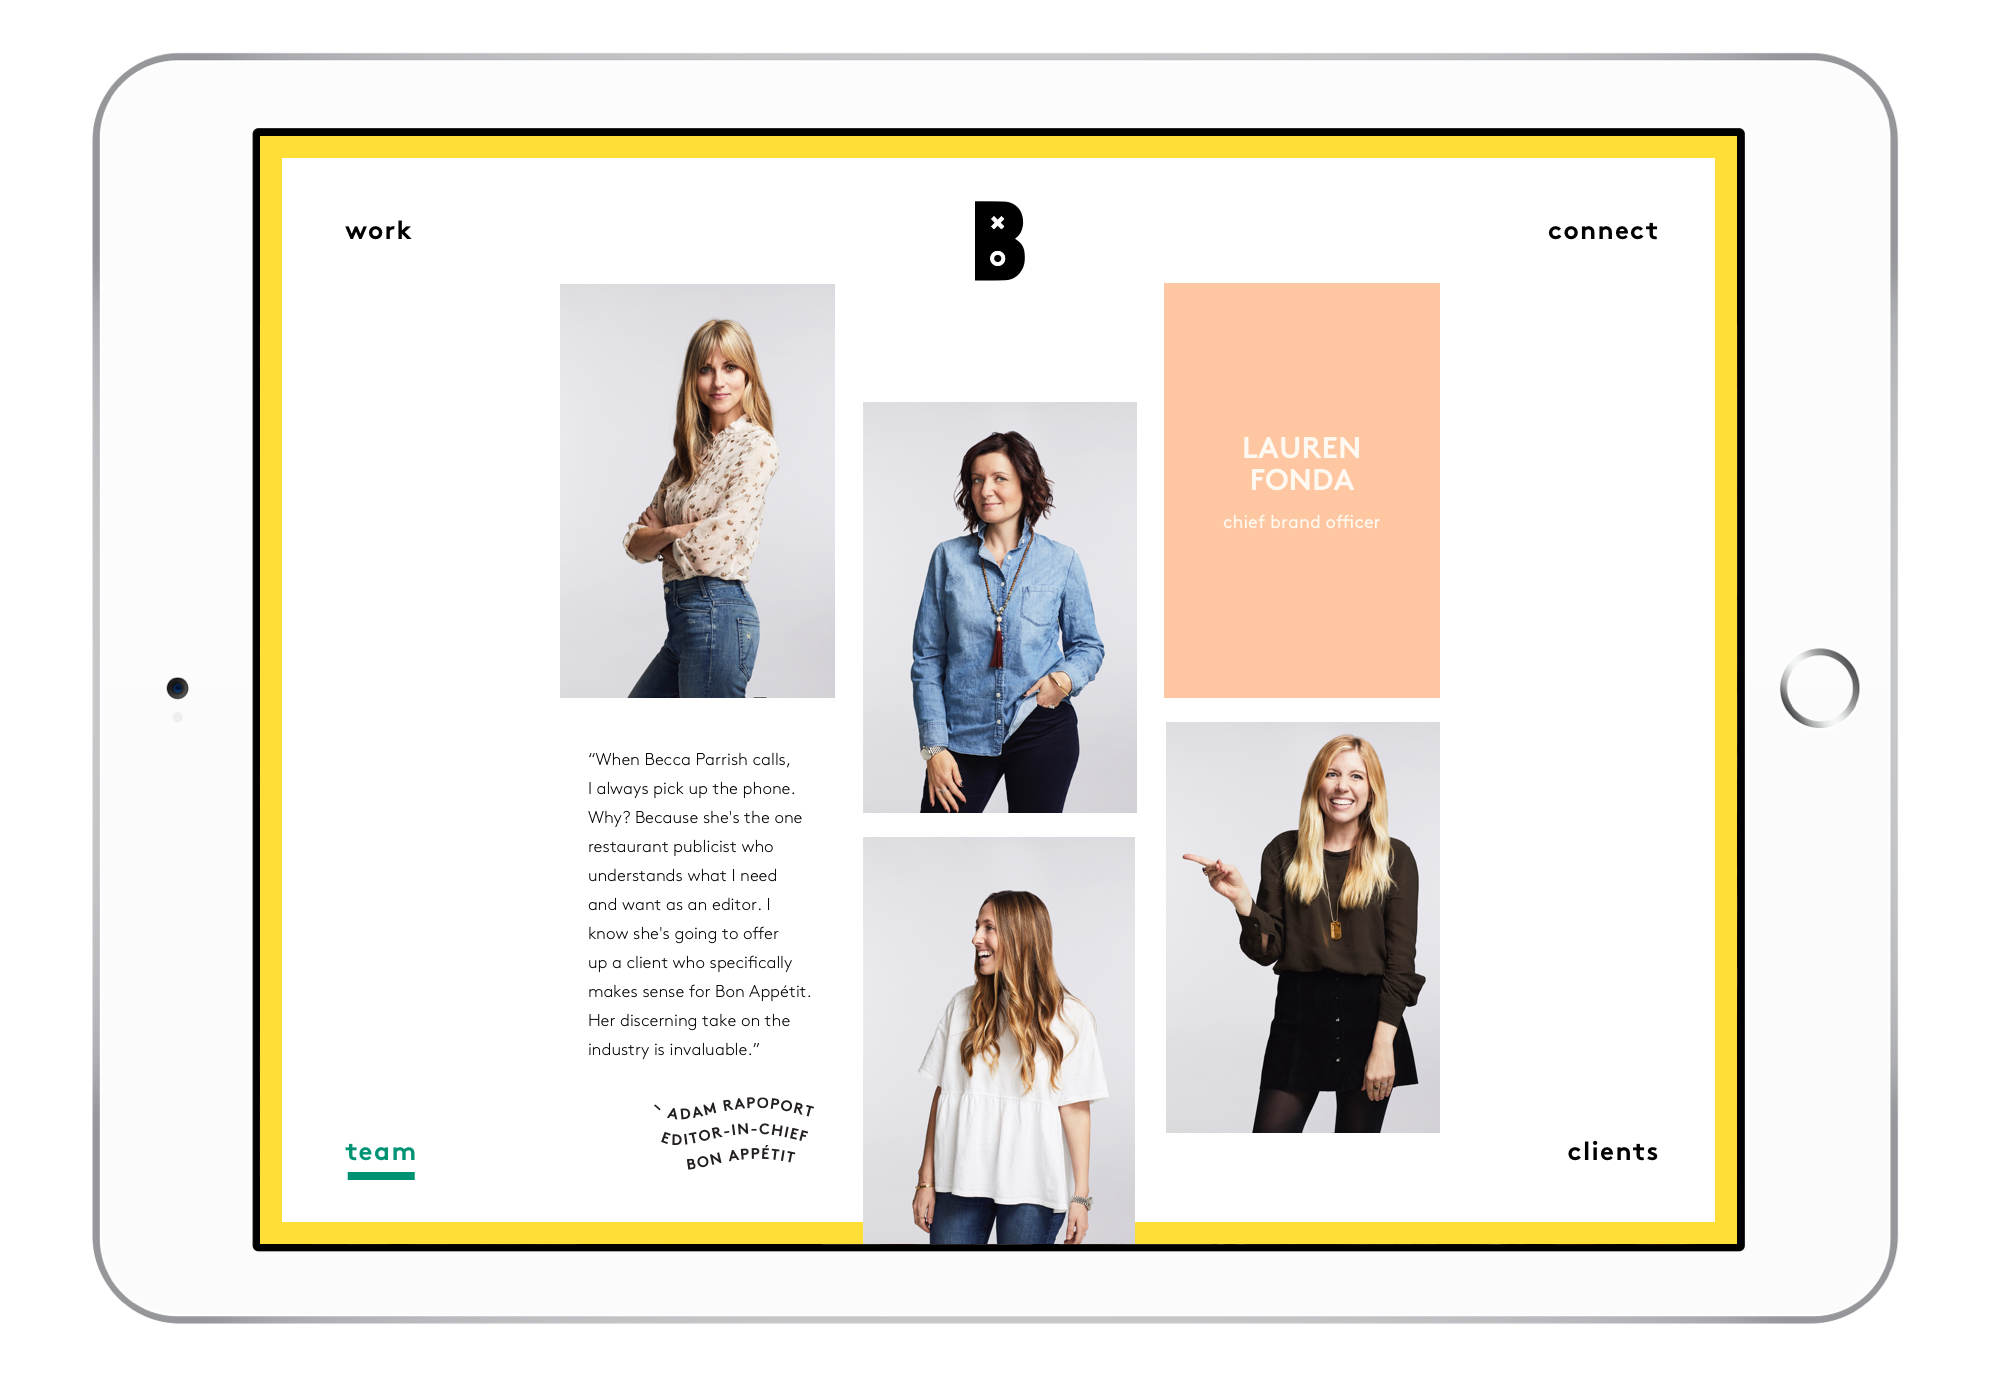 work
B
x
o
connect
LAUREN
FONDA
chief brand officer
“When Becca Parrish calls,
I always pick up the phone.
Why? Because she's the one
restaurant publicist who
understands what I need
and want as an editor. I
know she's going to offer
up a client who specifically
makes sense for Bon Appétit.
Her discerning take on the
industry is invaluable.”
ADAM RAPOPORT
EDITOR-IN-CHIEF
BON APPÉTIT
team
clients